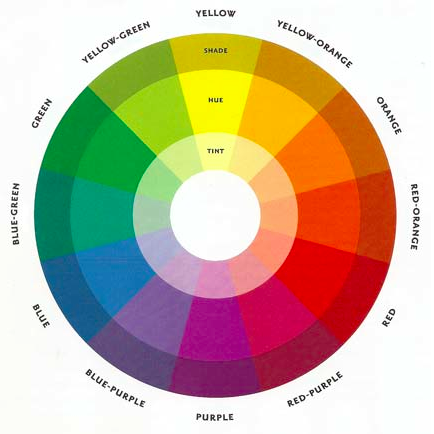 YELLOW
YELLOW-ORANGE
ORANGE
RED-ORANGE
RED
RED-PURPLE
PURPLE
BLUE-PURPLE
BLUE
BLUE-GREEN
GREEN
YELLOW-GREEN
SHADE
HUE
TINT